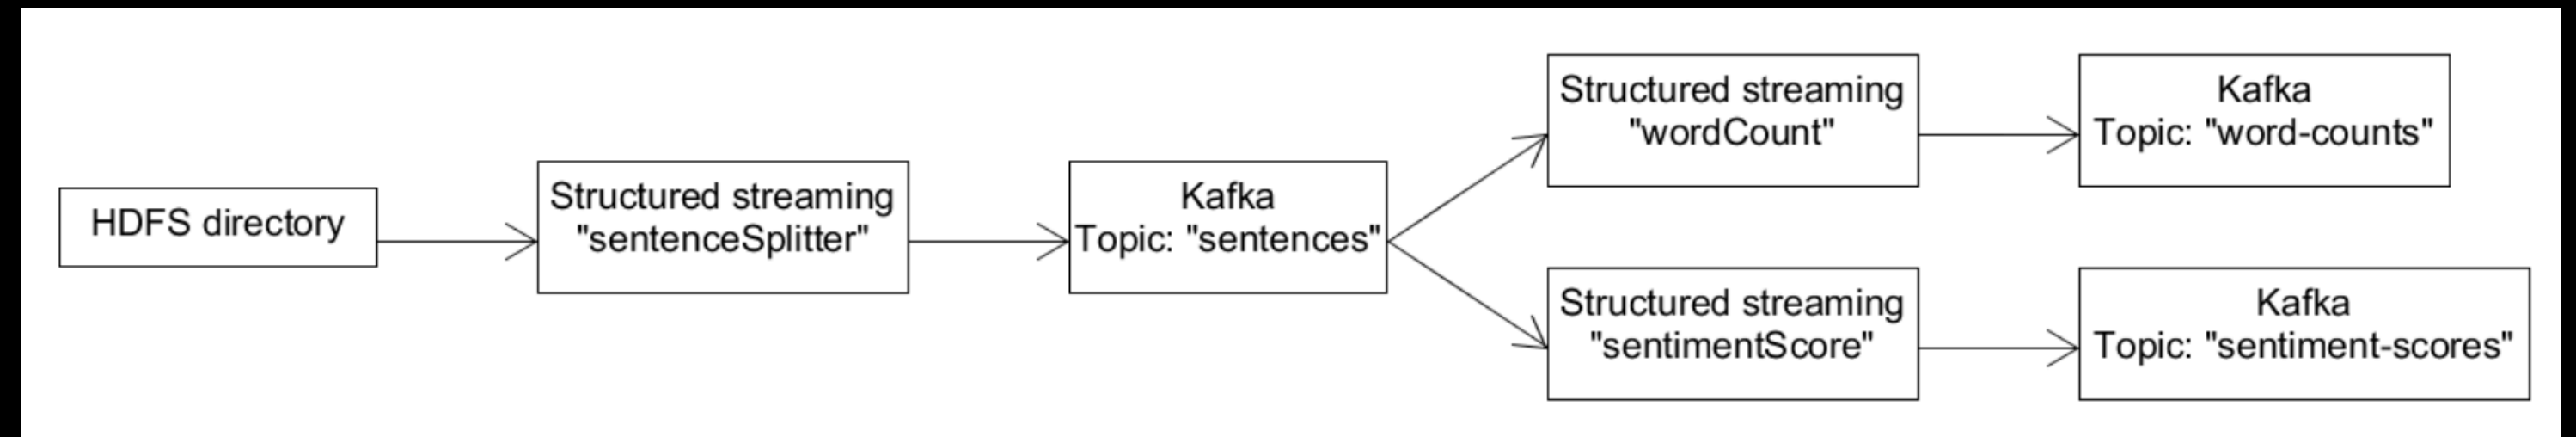 HDFS directory
Structured streaming
"sentenceSplitter"
Kafka
Topic: "sentences"
Structured streaming
"wordCount"
Kafka
Topic: "word-counts"
Structured streaming
"sentimentScore"
Kafka
Topic: "sentiment-scores"